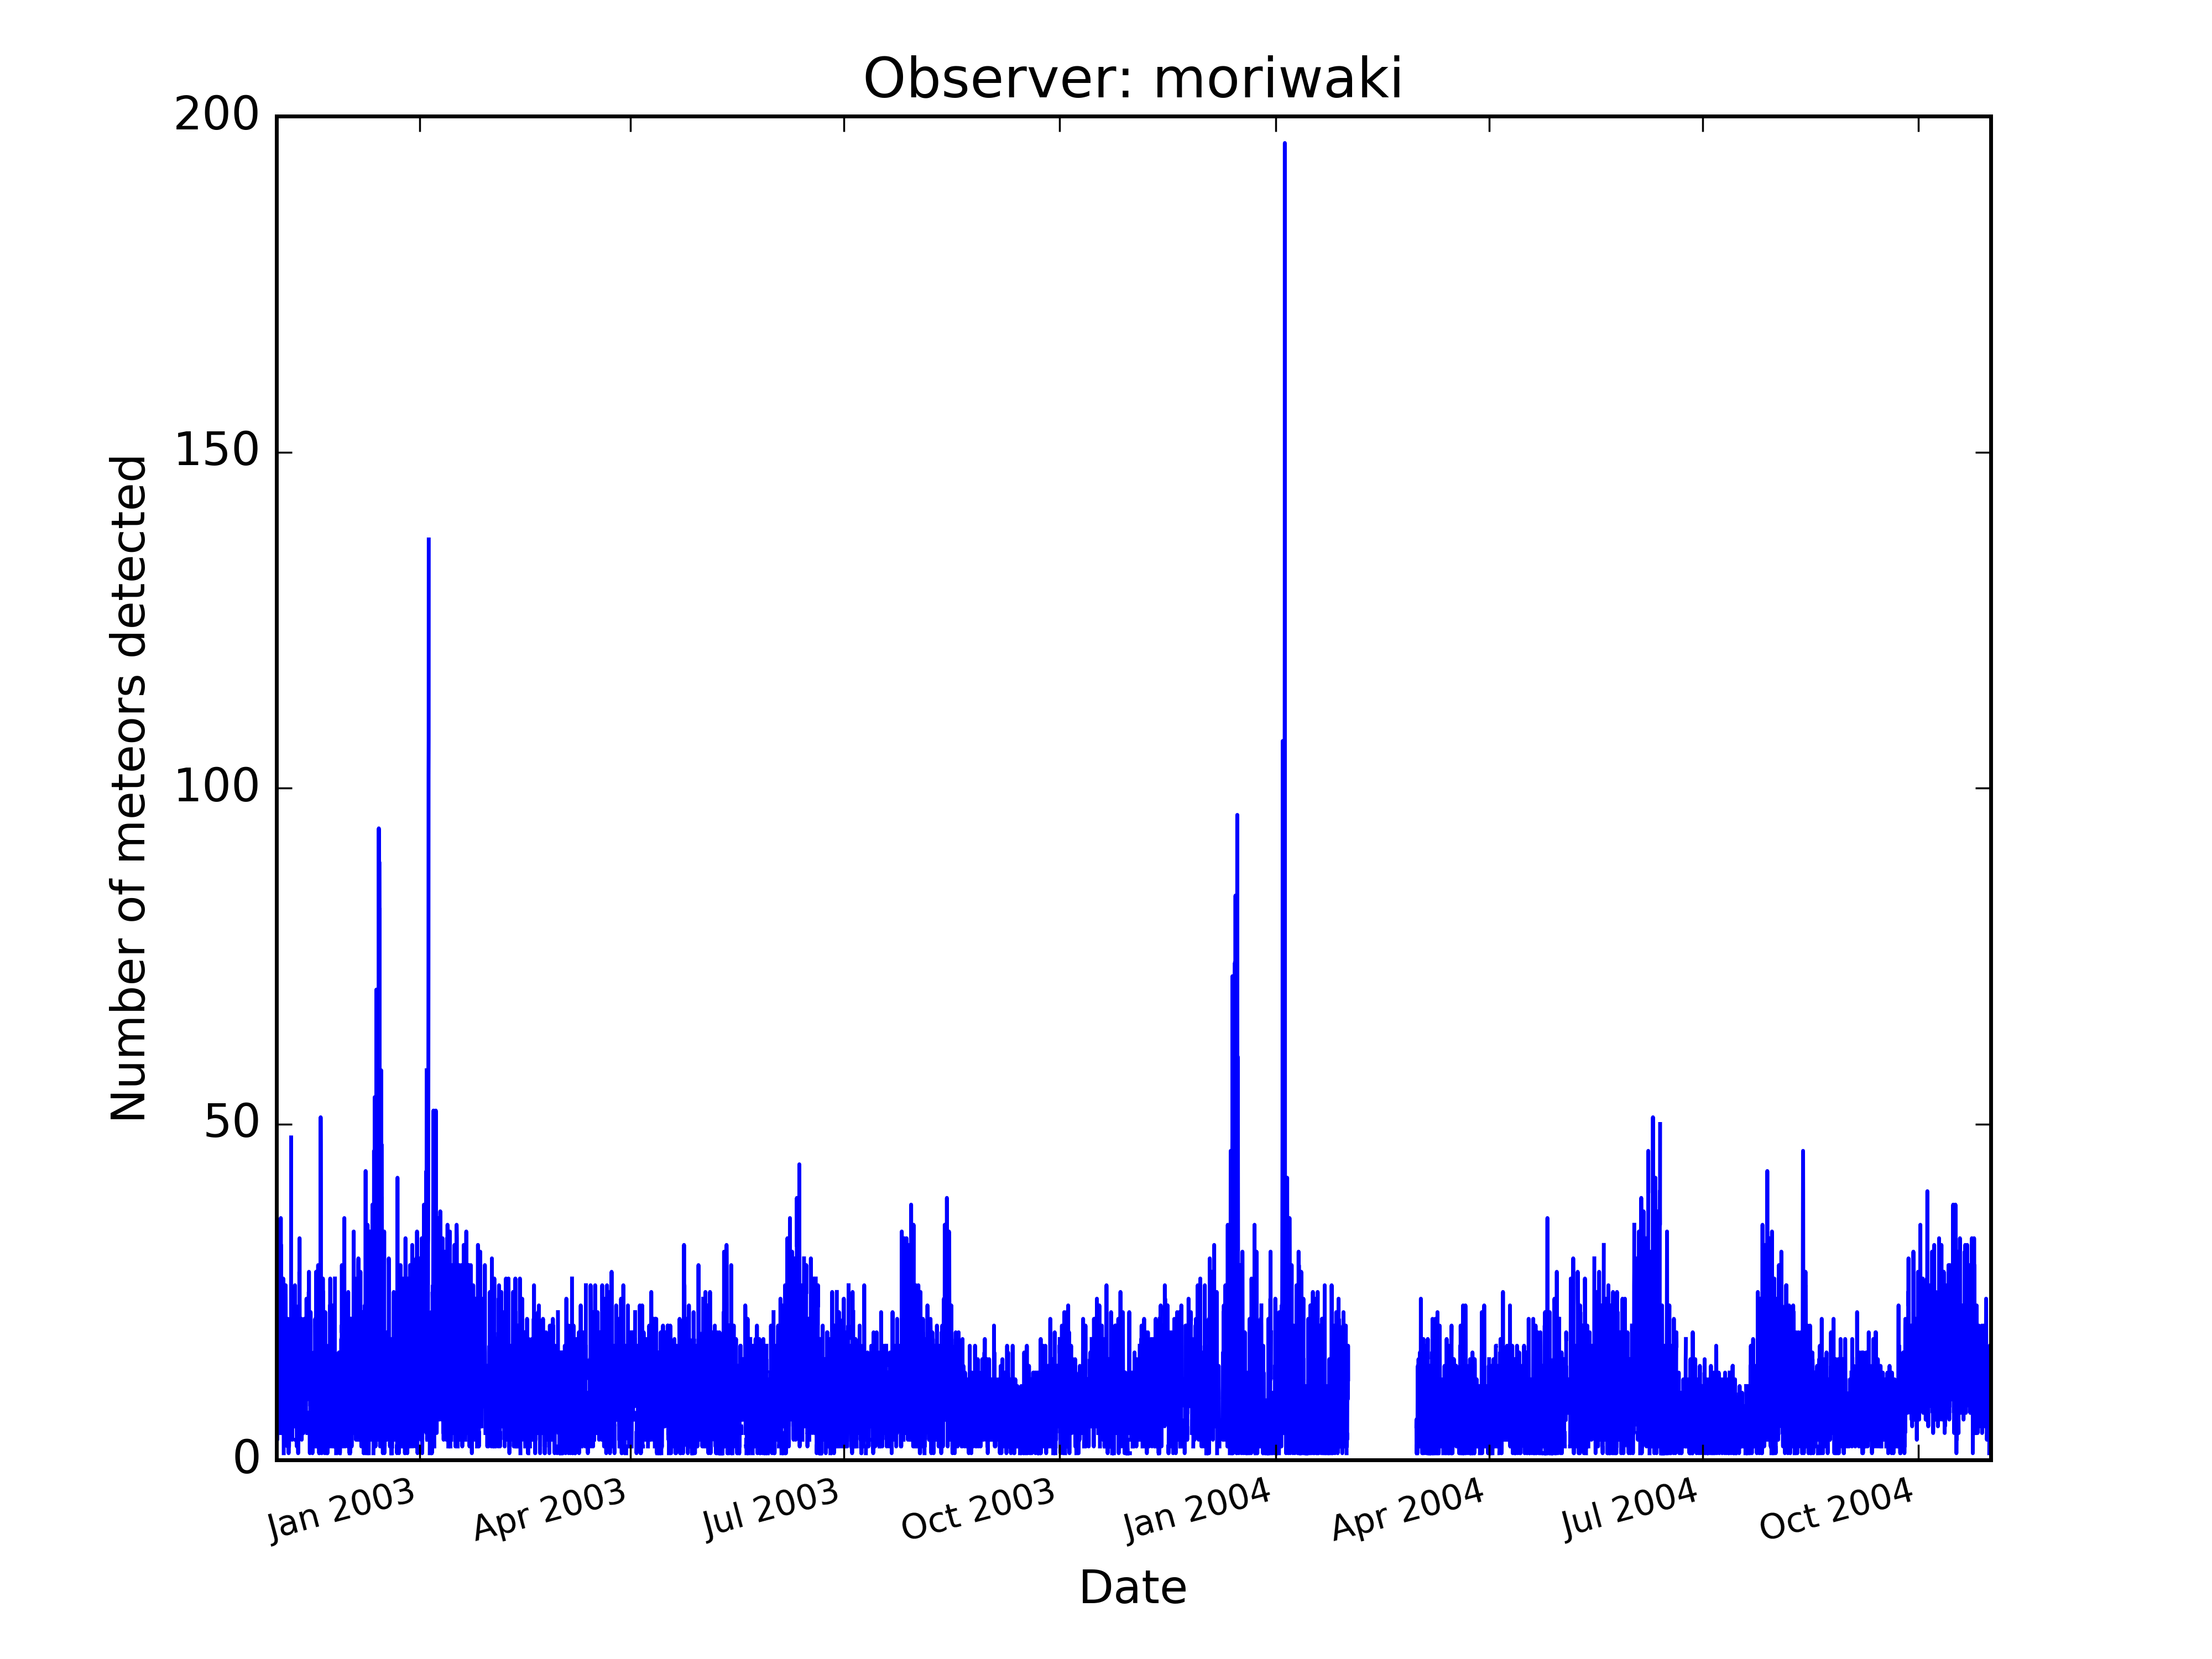 Observer: moriwaki
200
150
100
50
0
Number of meteors detected
Jan 2003
Apr 2003
Jul 2003
Oct 2003
Jan 2004
Apr 2004
Jul 2004
Oct 2004
Date